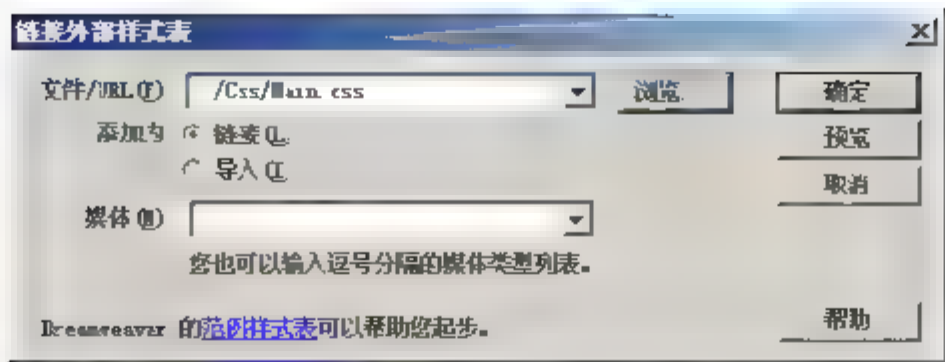 链接外部样式表
文件/URL(F) /Css/Main.css 浏览... 确定
添加为 链接(L) 预览
导入(I) 取消
媒体(M)
您也可以输入逗号分隔的媒体类型列表。
Dreamweaver 的范例样式表可以帮助您起步。 帮助